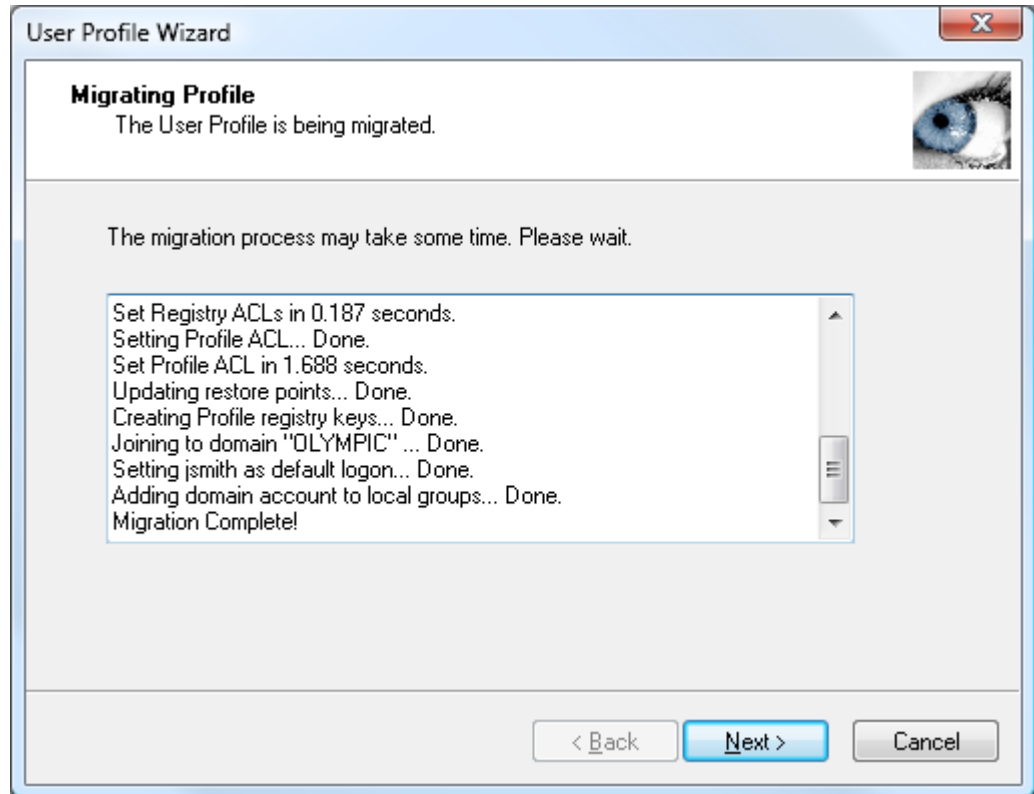 User Profile Wizard
Migrating Profile
The User Profile is being migrated.
The migration process may take some time. Please wait.
Set Registry ACLs in 0.187 seconds.
Setting Profile ACL... Done.
Set Profile ACL in 1.688 seconds.
Updating restore points... Done.
Creating Profile registry keys... Done.
Joining to domain "OLYMPIC" ... Done.
Setting jsmith as default logon... Done.
Adding domain account to local groups... Done.
Migration Complete!
< Back Next > Cancel